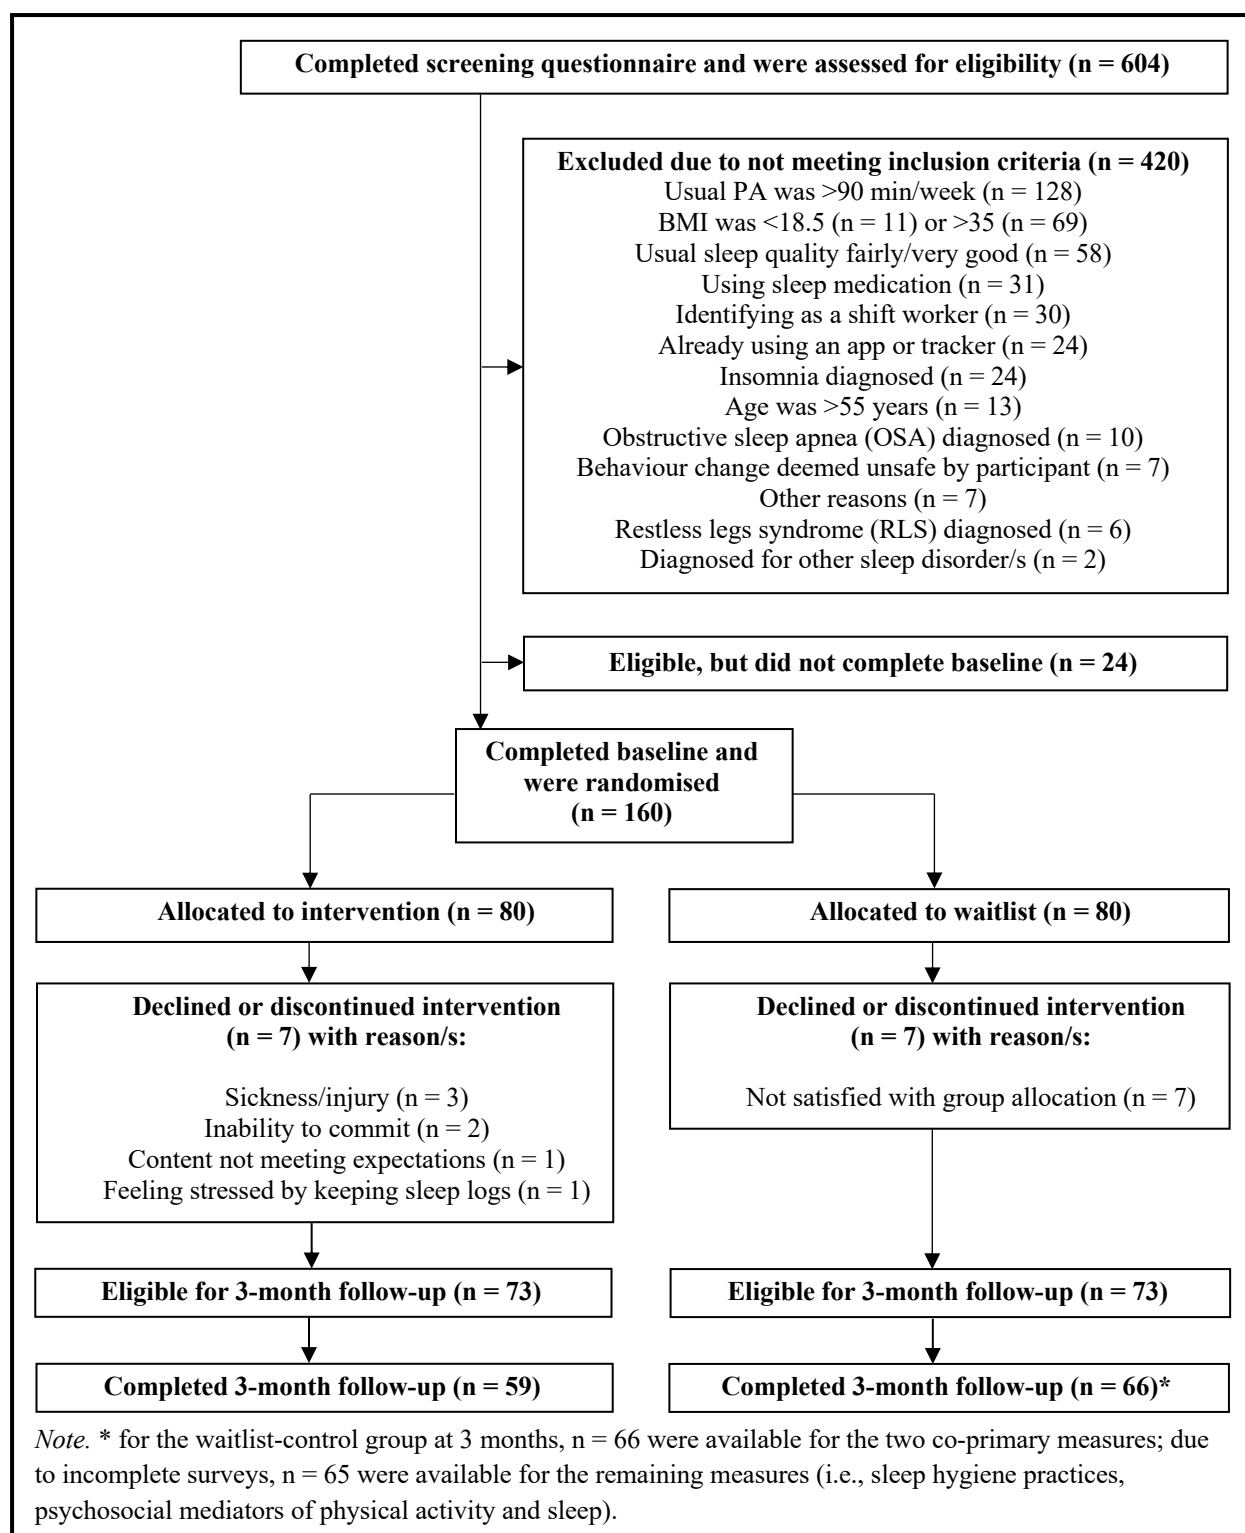 Completed screening questionnaire and were assessed for eligibility (n = 604)
Excluded due to not meeting inclusion criteria (n = 420)
Usual PA was >90 min/week (n = 128)
BMI was <18.5 (n = 11) or >35 (n = 69)
Usual sleep quality fairly/very good (n = 58)
Using sleep medication (n = 31)
Identifying as a shift worker (n = 30)
Already using an app or tracker (n = 24)
Insomnia diagnosed (n = 24)
Age was >55 years (n = 13)
Obstructive sleep apnea (OSA) diagnosed (n = 10)
Behaviour change deemed unsafe by participant (n = 7)
Other reasons (n = 7)
Restless legs syndrome (RLS) diagnosed (n = 6)
Diagnosed for other sleep disorder/s (n = 2)
Eligible, but did not complete baseline (n = 24)
Completed baseline and
were randomised
(n = 160)
Allocated to intervention (n = 80)
Declined or discontinued intervention
(n = 7) with reason/s:
Sickness/injury (n = 3)
Inability to commit (n = 2)
Content not meeting expectations (n = 1)
Feeling stressed by keeping sleep logs (n = 1)
Eligible for 3-month follow-up (n = 73)
Completed 3-month follow-up (n = 59)
Allocated to waitlist (n = 80)
Declined or discontinued intervention
(n = 7) with reason/s:
Not satisfied with group allocation (n = 7)
Eligible for 3-month follow-up (n = 73)
Completed 3-month follow-up (n = 66)*
Note. * for the waitlist-control group at 3 months, n = 66 were available for the two co-primary measures; due
to incomplete surveys, n = 65 were available for the remaining measures (i.e., sleep hygiene practices,
psychosocial mediators of physical activity and sleep).